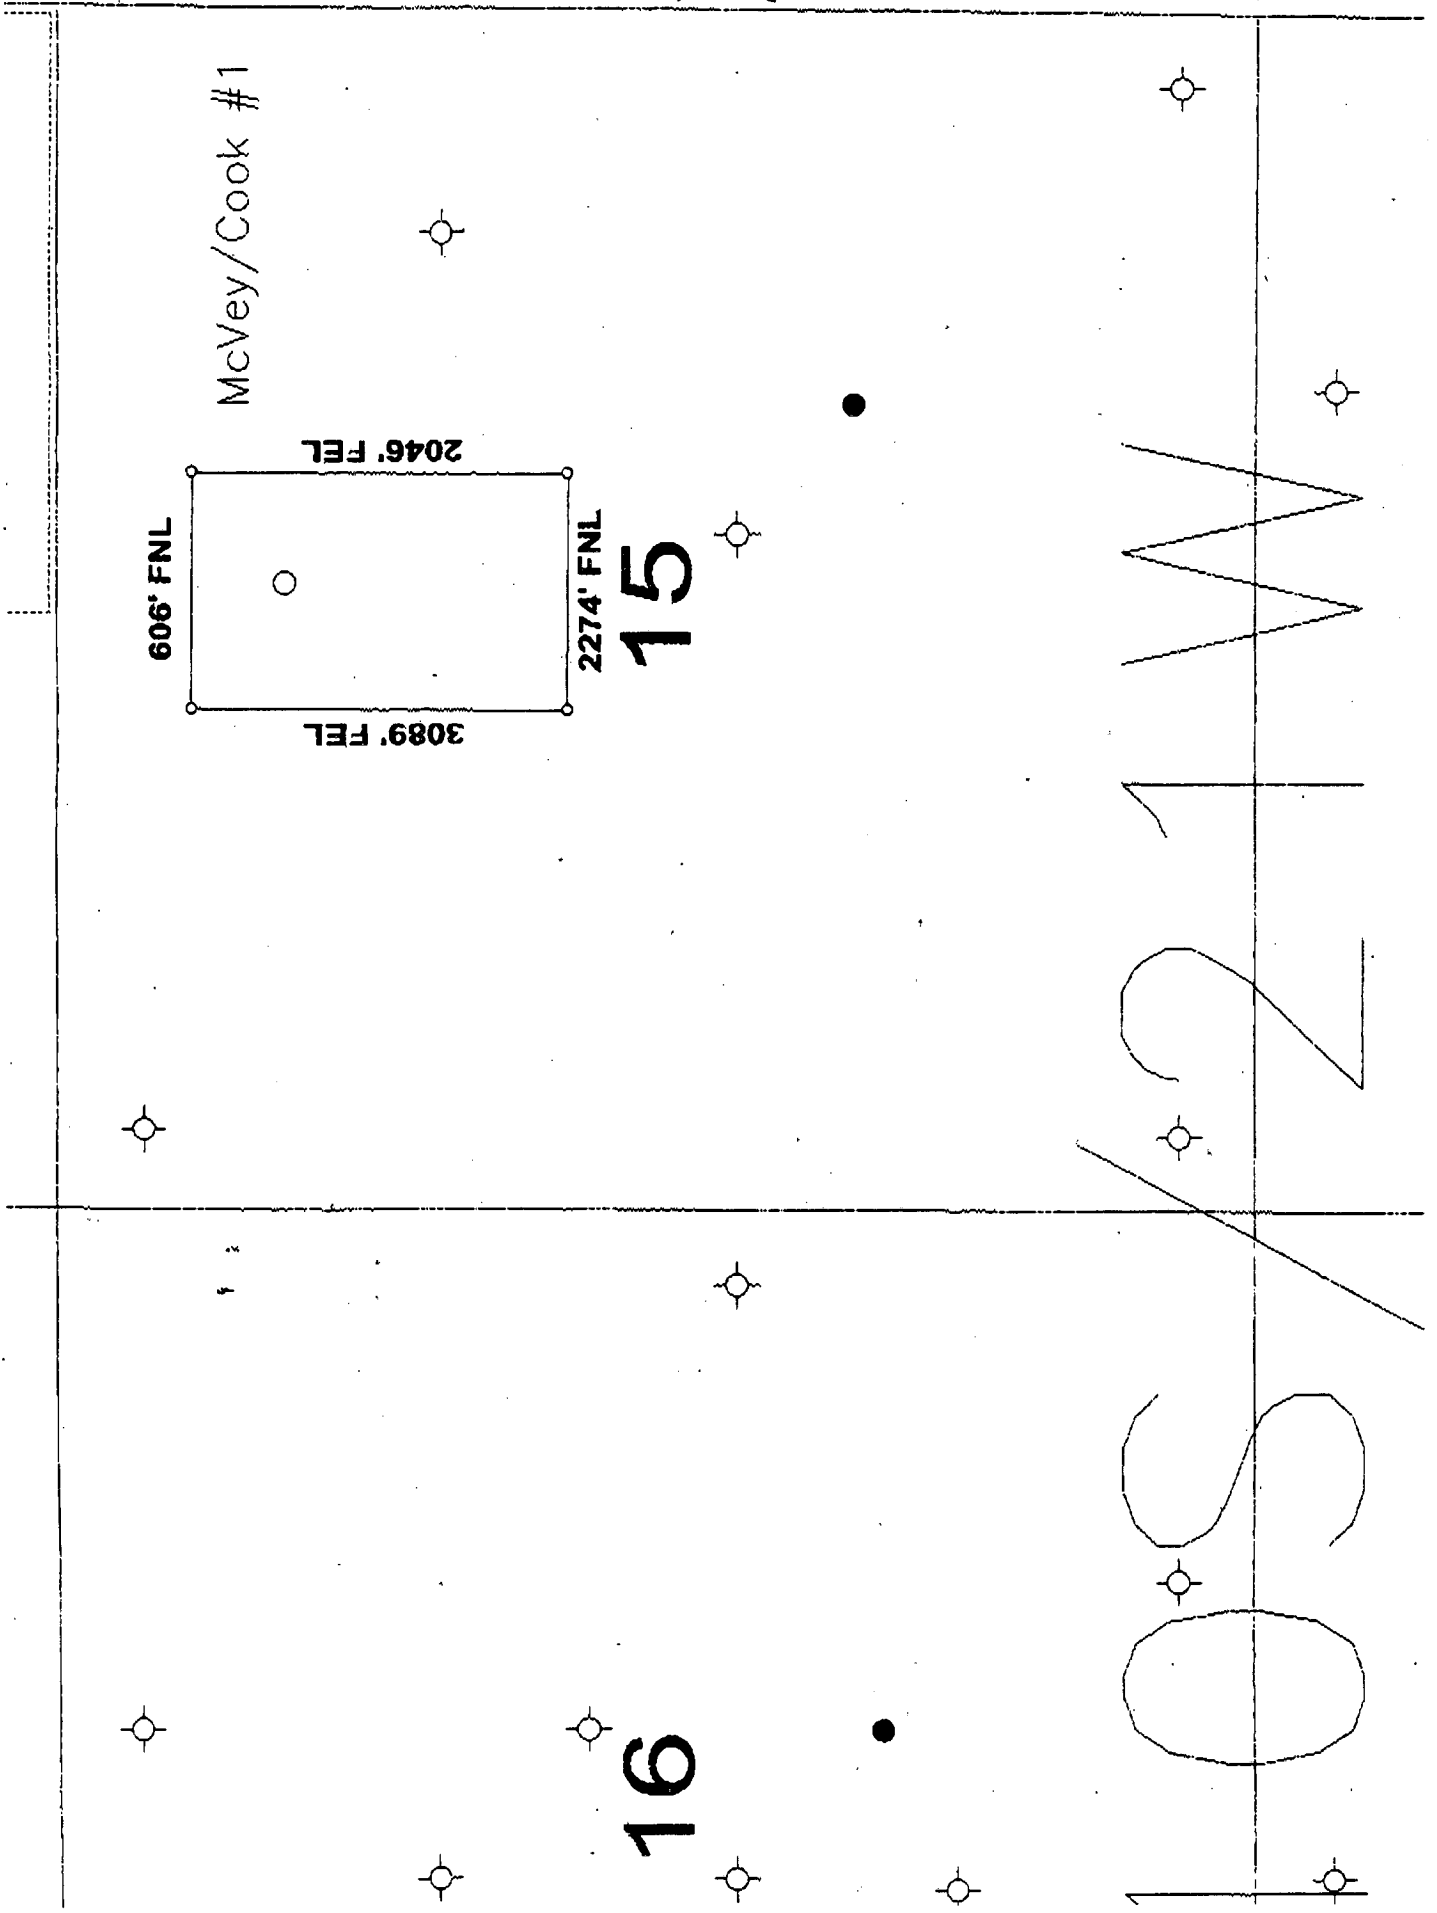 McVey/Cook #1
2046' FEL
606' FNL
2274' FNL
3089' FEL
15
16
10S/21W